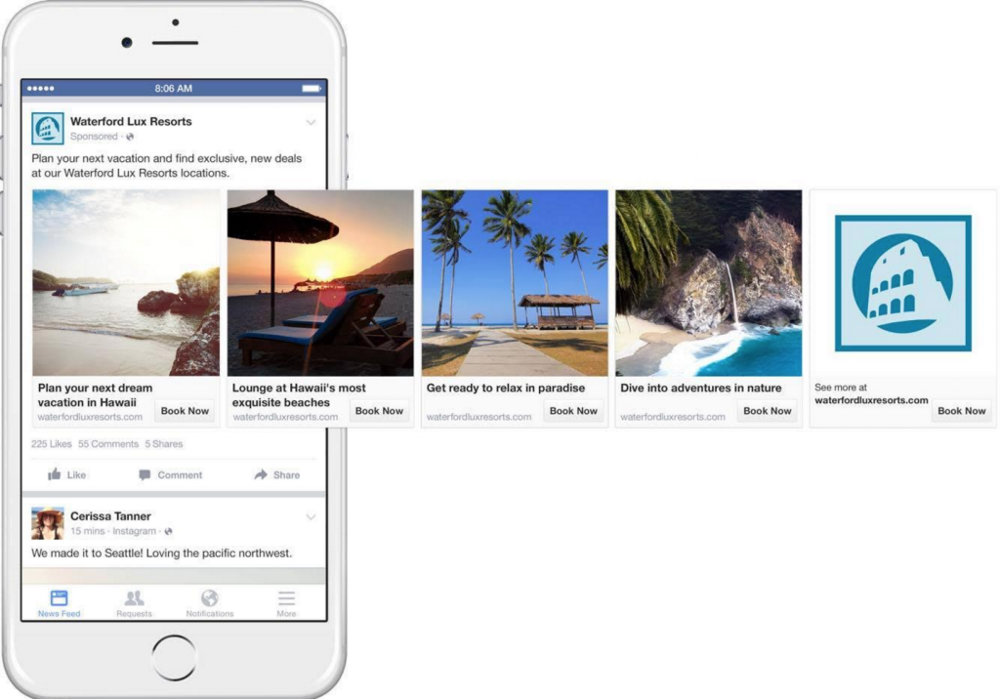 8:06 AM
Waterford Lux Resorts
Sponsored ·
Plan your next vacation and find exclusive, new deals
at our Waterford Lux Resorts locations.
Plan your next dream
vacation in Hawaii
waterfordluxresorts.com
Book Now
Lounge at Hawaii's most
exquisite beaches
waterfordluxresorts.com
Book Now
Get ready to relax in paradise
waterfordluxresorts.com
Book Now
Dive into adventures in nature
waterfordluxresorts.com
Book Now
See more at
waterfordluxresorts.com
Book Now
225 Likes 55 Comments 5 Shares
Like Comment Share
Cerissa Tanner
15 mins · Instagram ·
We made it to Seattle! Loving the pacific northwest.
News Feed Requests Notifications More